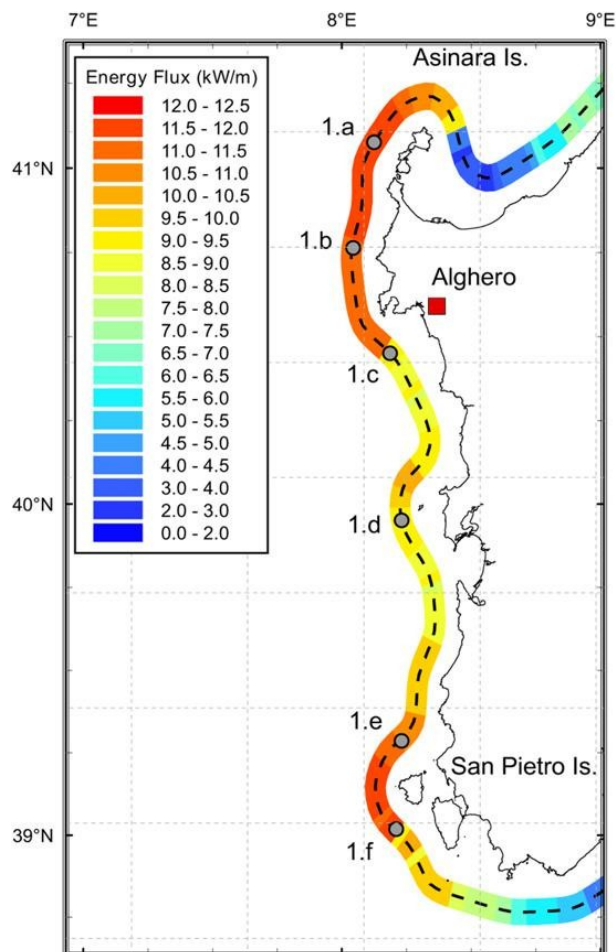 7°E
8°E
9°E
Asinara Is.
Energy Flux (kW/m)
12.0 - 12.5
11.5 - 12.0
11.0 - 11.5
10.5 - 11.0
10.0 - 10.5
9.5 - 10.0
9.0 - 9.5
8.5 - 9.0
8.0 - 8.5
7.5 - 8.0
7.0 - 7.5
6.5 - 7.0
6.0 - 6.5
5.5 - 6.0
5.0 - 5.5
4.5 - 5.0
4.0 - 4.5
3.0 - 4.0
2.0 - 3.0
0.0 - 2.0
1.a
41°N
1.b
Alghero
1.c
40°N
1.d
1.e
San Pietro Is.
39°N
1.f